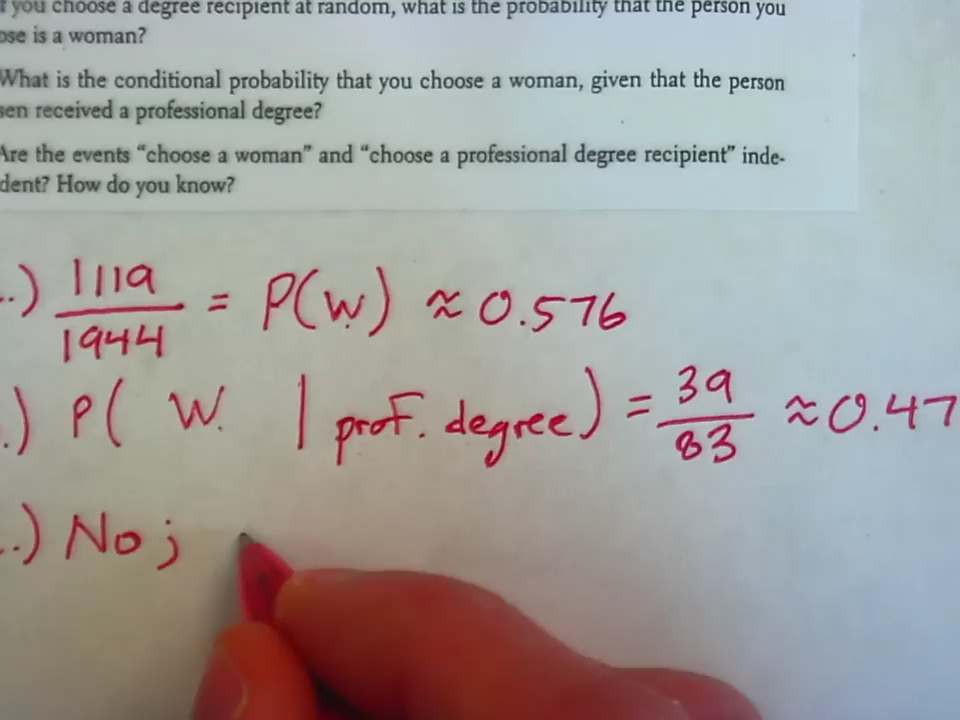 you choose a degree recipient at random, what is the probability that the person you
ose is a woman?
What is the conditional probability that you choose a woman, given that the person
sen received a professional degree?
Are the events “choose a woman” and “choose a professional degree recipient” inde-
dent? How do you know?
.) 1119/1944 = P(W) ≈ 0.576
.) P( W. | prof. degree) = 39/83 ≈ 0.47
.) No;